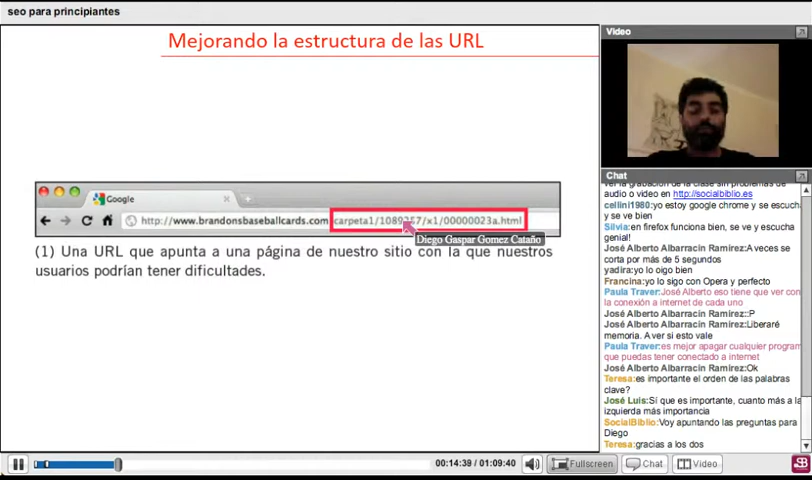 seo para principiantes
Mejorando la estructura de las URL
Google
http://www.brandonsbaseballcards.com/carpeta1/1089257/x1/00000023a.html
Diego Gaspar Gomez Cataño
(1) Una URL que apunta a una página de nuestro sitio con la que nuestros
usuarios podrían tener dificultades.
Video
Chat
ver la grabación de la clase sin problemas de
audio o video en http://socialbiblio.es
cellini1980:yo estoy google chrome y se escucha
y se ve bien
Silvia:en firefox funciona bien, se ve y escucha
genial!
José Alberto Albarracin Ramírez:A veces se
corta por más de 5 segundos
yadira:yo lo oigo bien
Francina:yo lo sigo con Opera y perfecto
Paula Traver:José Alberto eso tiene que ver con
la conexión a internet de cada uno
José Alberto Albarracin Ramírez::P
José Alberto Albarracin Ramírez:Liberaré
memoria. A ver si esto vale
Paula Traver:es mejor apagar cualquier program
que puedas tener conectado a internet
José Alberto Albarracin Ramírez:Ok
Teresa:es importante el orden de las palabras
clave?
José Luis:Sí que es importante, cuanto más a la
izquierda más importancia
SocialBiblio:Voy apuntando las preguntas para
Diego
Teresa:gracias a los dos
00:14:39 / 01:09:40
Fullscreen
Chat
Video